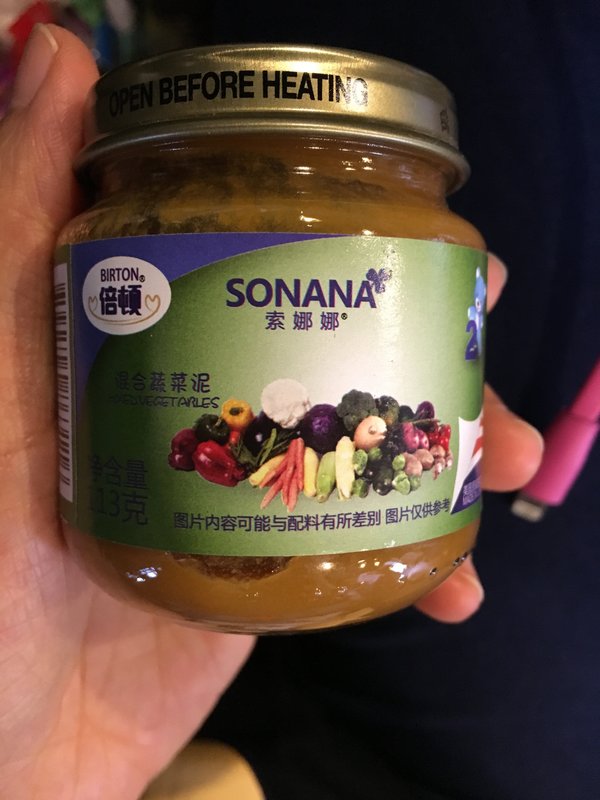 OPEN BEFORE HEATING
BIRTON®
倍顿
SONANA
索娜娜®
2
混合蔬菜泥
VEGETABLES
净含量
113克
图片内容可能与配料有所差别 图片仅供参考